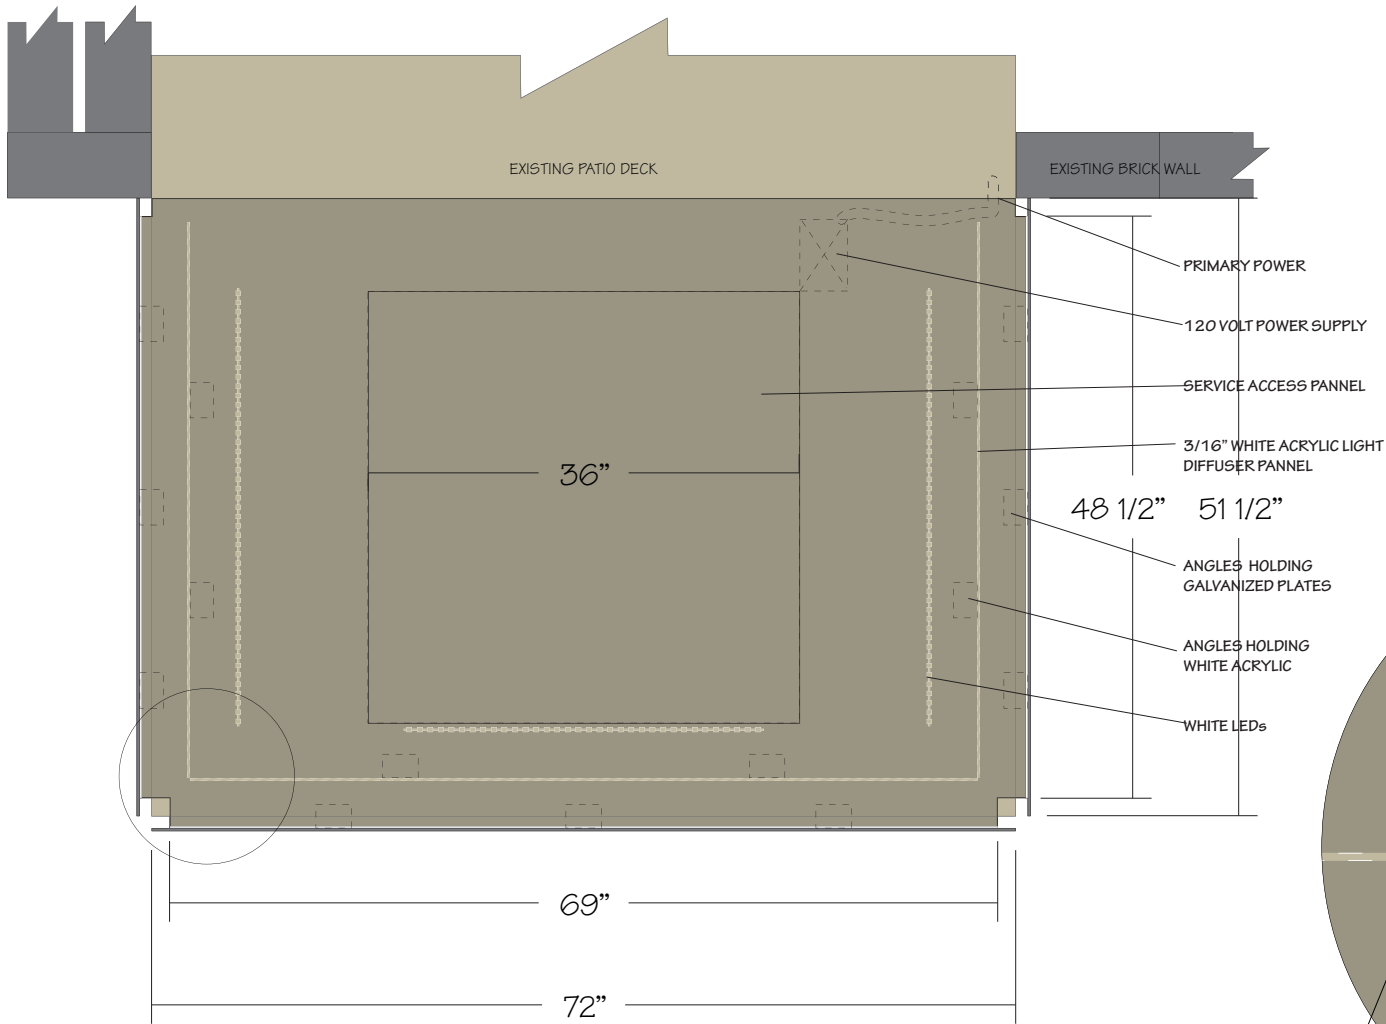 EXISTING PATIO DECK
EXISTING BRICK WALL
PRIMARY POWER
120 VOLT POWER SUPPLY
SERVICE ACCESS PANNEL
3/16” WHITE ACRYLIC LIGHT
DIFFUSER PANNEL
36”
48 1/2”
51 1/2”
ANGLES HOLDING
GALVANIZED PLATES
ANGLES HOLDING
WHITE ACRYLIC
WHITE LEDs
69”
72”